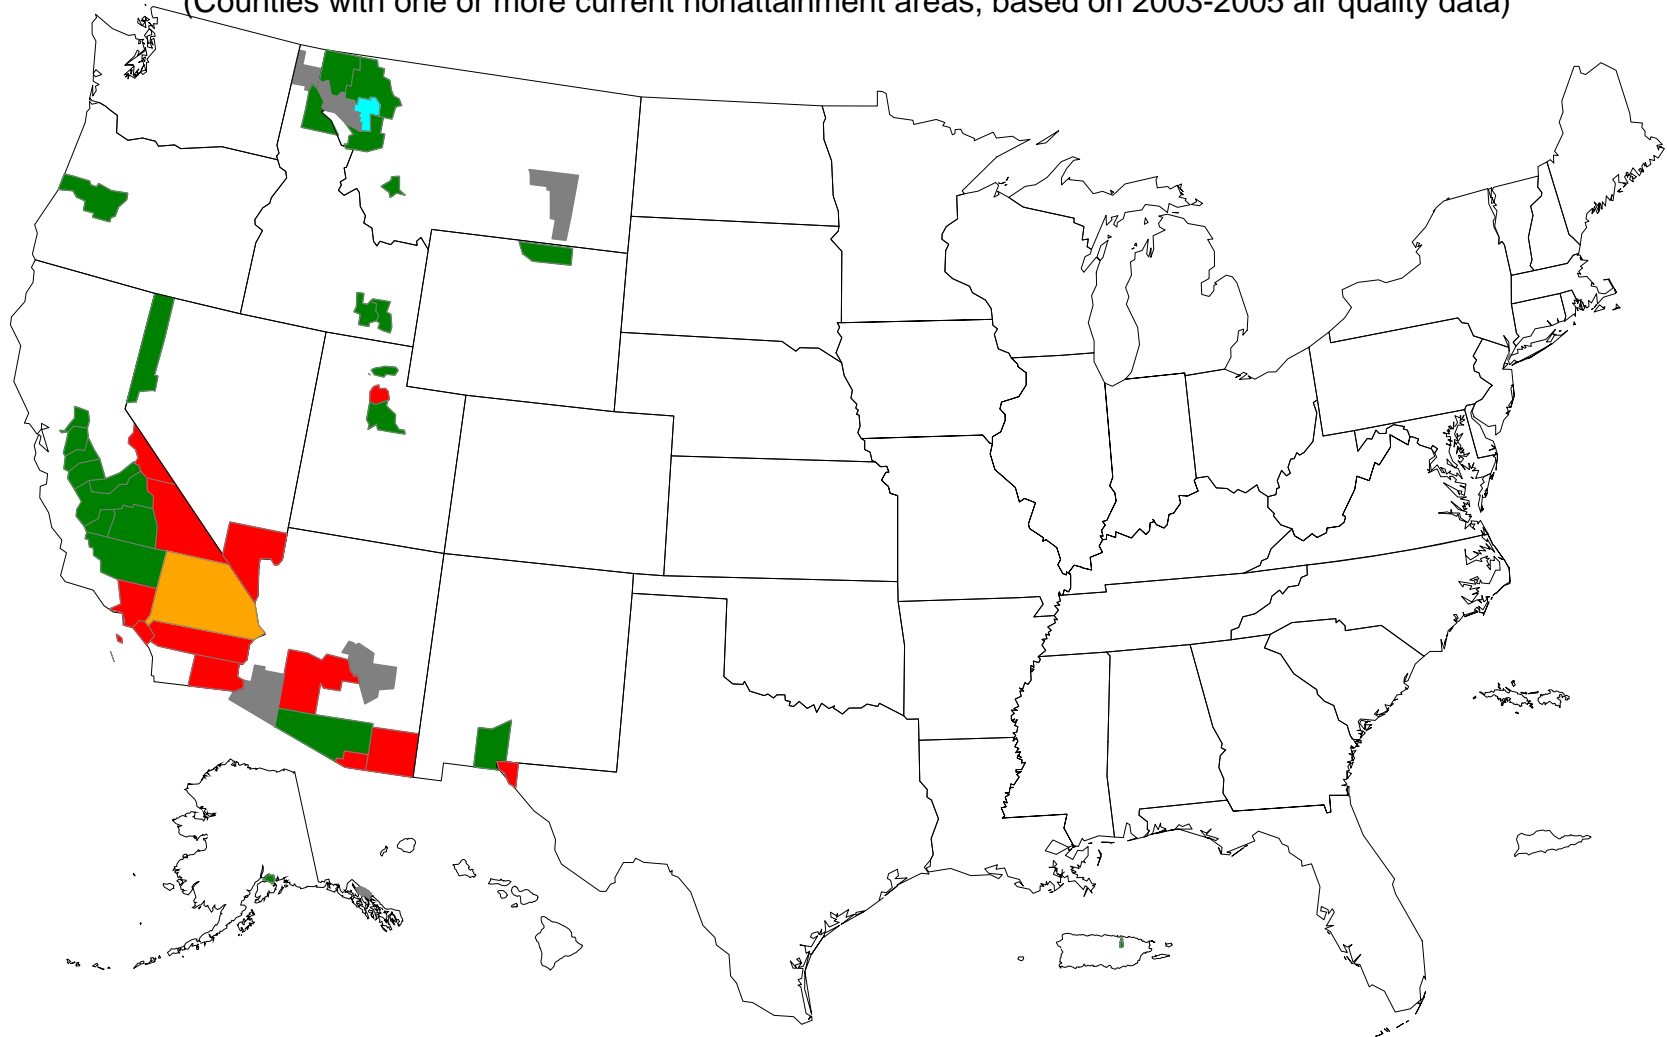 (Counties with one or more current nonattainment areas, based on 2003-2005 air quality data)